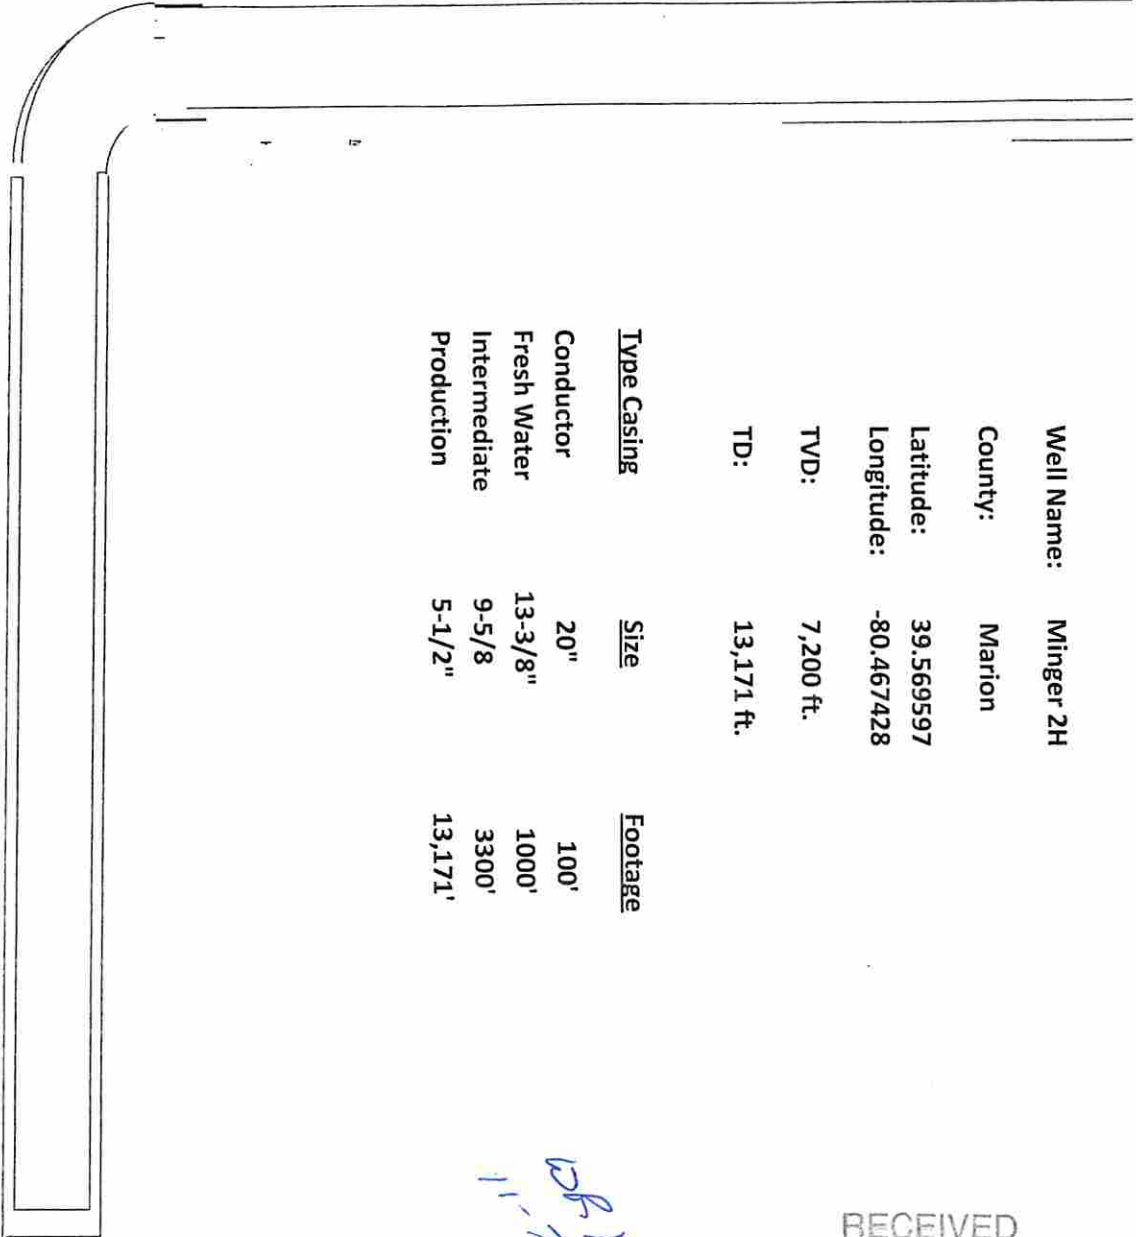 Well Name: Minger 2H
County: Marion
Latitude: 39.569597
Longitude: -80.467428
TVD: 7,200 ft.
TD: 13,171 ft.
Type Casing Size Footage
Conductor 20" 100'
Fresh Water 13-3/8" 1000'
Intermediate 9-5/8 3300'
Production 5-1/2" 13,171'
RECEIVED